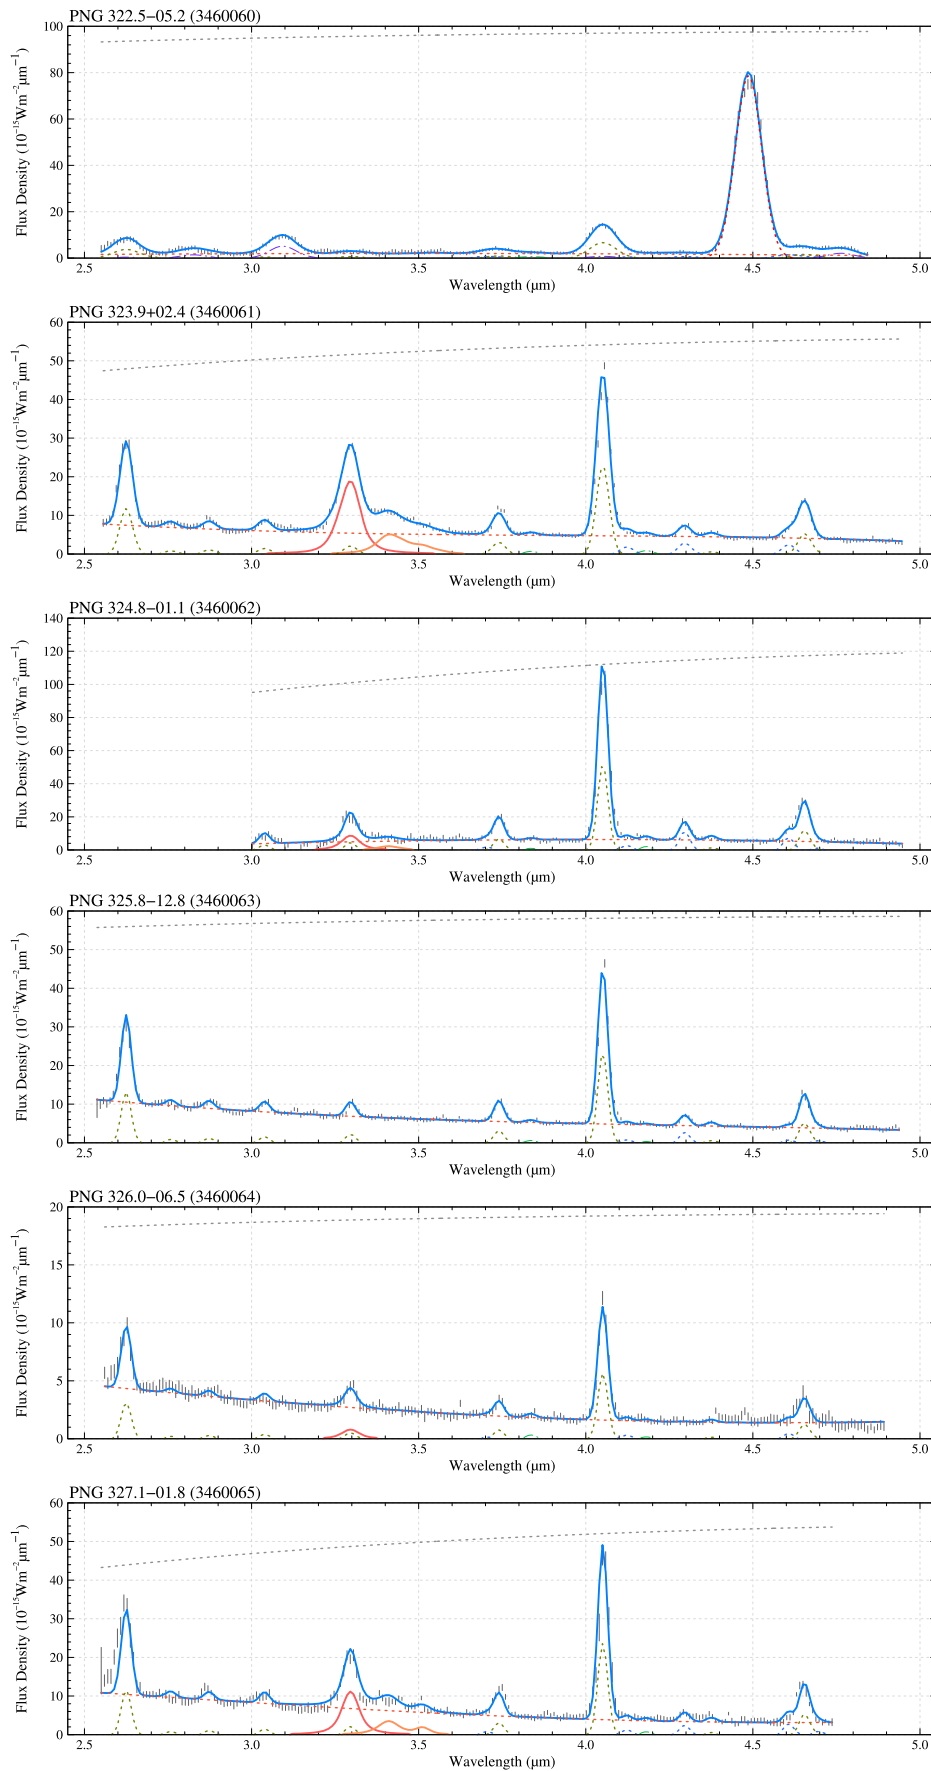 PNG 322.5−05.2 (3460060)
100
80
60
40
20
0
Flux Density (10⁻¹⁵Wm⁻²μm⁻¹)
2.5 3.0 3.5 4.0 4.5 5.0
Wavelength (μm)
PNG 323.9+02.4 (3460061)
60
50
40
30
20
10
0
Flux Density (10⁻¹⁵Wm⁻²μm⁻¹)
2.5 3.0 3.5 4.0 4.5 5.0
Wavelength (μm)
PNG 324.8−01.1 (3460062)
140
120
100
80
60
40
20
0
Flux Density (10⁻¹⁵Wm⁻²μm⁻¹)
2.5 3.0 3.5 4.0 4.5 5.0
Wavelength (μm)
PNG 325.8−12.8 (3460063)
60
50
40
30
20
10
0
Flux Density (10⁻¹⁵Wm⁻²μm⁻¹)
2.5 3.0 3.5 4.0 4.5 5.0
Wavelength (μm)
PNG 326.0−06.5 (3460064)
20
15
10
5
0
Flux Density (10⁻¹⁵Wm⁻²μm⁻¹)
2.5 3.0 3.5 4.0 4.5 5.0
Wavelength (μm)
PNG 327.1−01.8 (3460065)
60
50
40
30
20
10
0
Flux Density (10⁻¹⁵Wm⁻²μm⁻¹)
2.5 3.0 3.5 4.0 4.5 5.0
Wavelength (μm)